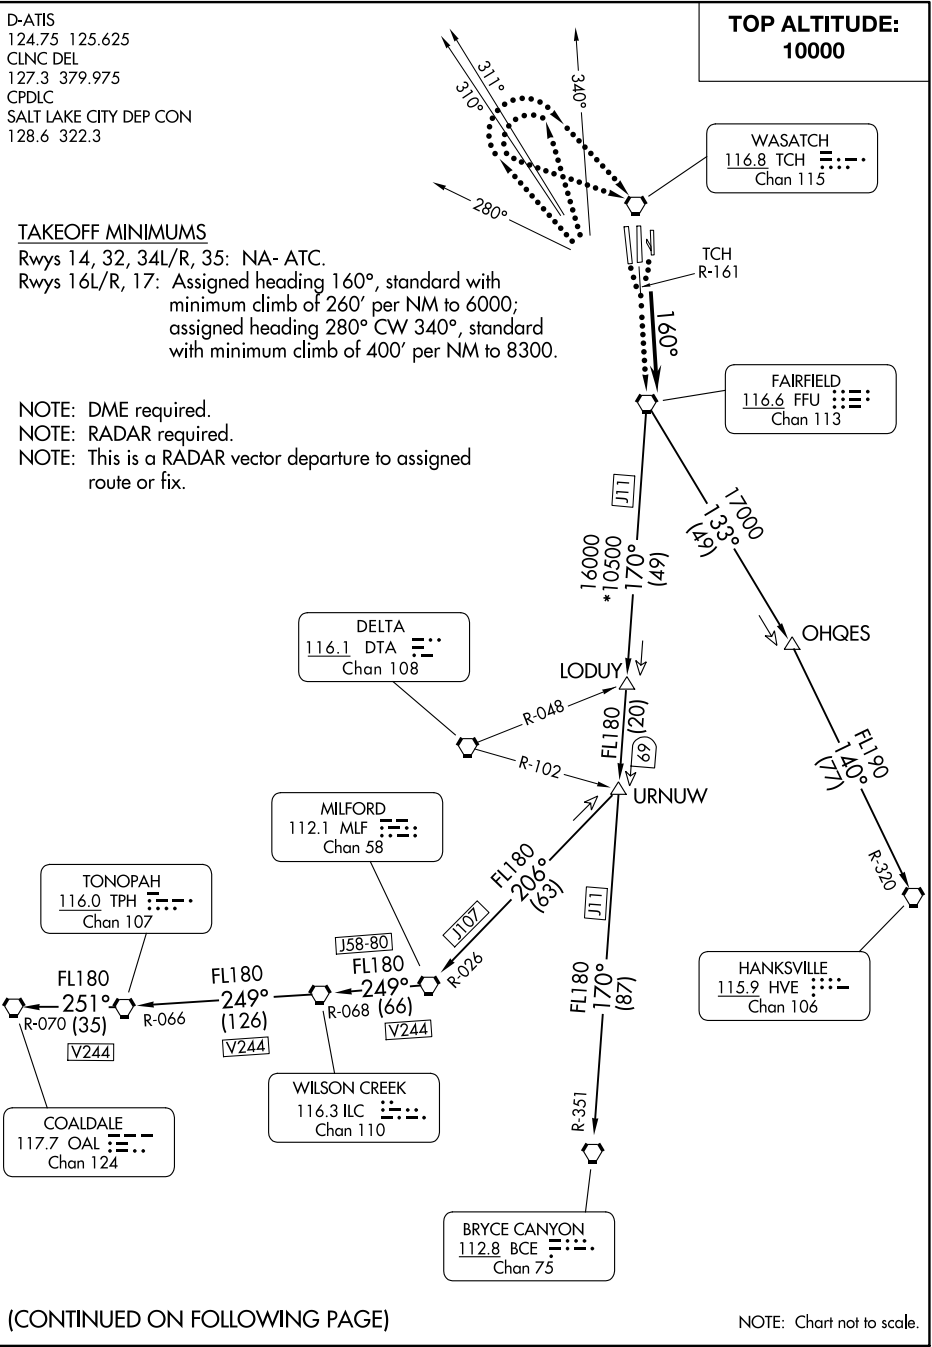 D-ATIS
124.75 125.625
CLNC DEL
127.3 379.975
CPDLC
SALT LAKE CITY DEP CON
128.6 322.3
TOP ALTITUDE:
10000
311°
310°
340°
280°
WASATCH
116.8 TCH
Chan 115
TAKEOFF MINIMUMS
Rwys 14, 32, 34L/R, 35: NA- ATC.
Rwys 16L/R, 17: Assigned heading 160°, standard with
minimum climb of 260' per NM to 6000;
assigned heading 280° CW 340°, standard
with minimum climb of 400' per NM to 8300.
TCH
R-161
160°
FAIRFIELD
116.6 FFU
Chan 113
NOTE: DME required.
NOTE: RADAR required.
NOTE: This is a RADAR vector departure to assigned
route or fix.
J11
17000
133°
(49)
16000
*10500
170°
(49)
DELTA
116.1 DTA
Chan 108
OHQES
LODUY
R-048
FL180
(20)
69
R-102
URNUW
FL190
140°
(77)
R-320
MILFORD
112.1 MLF
Chan 58
FL180
206°
(63)
J107
R-026
J11
TONOPAH
116.0 TPH
Chan 107
J58-80
FL180
249°
(66)
V244
R-068
FL180
249°
(126)
V244
R-066
FL180
251°
(35)
V244
R-070
FL180
170°
(87)
HANKSVILLE
115.9 HVE
Chan 106
WILSON CREEK
116.3 ILC
Chan 110
COALDALE
117.7 OAL
Chan 124
R-351
BRYCE CANYON
112.8 BCE
Chan 75
(CONTINUED ON FOLLOWING PAGE)
NOTE: Chart not to scale.